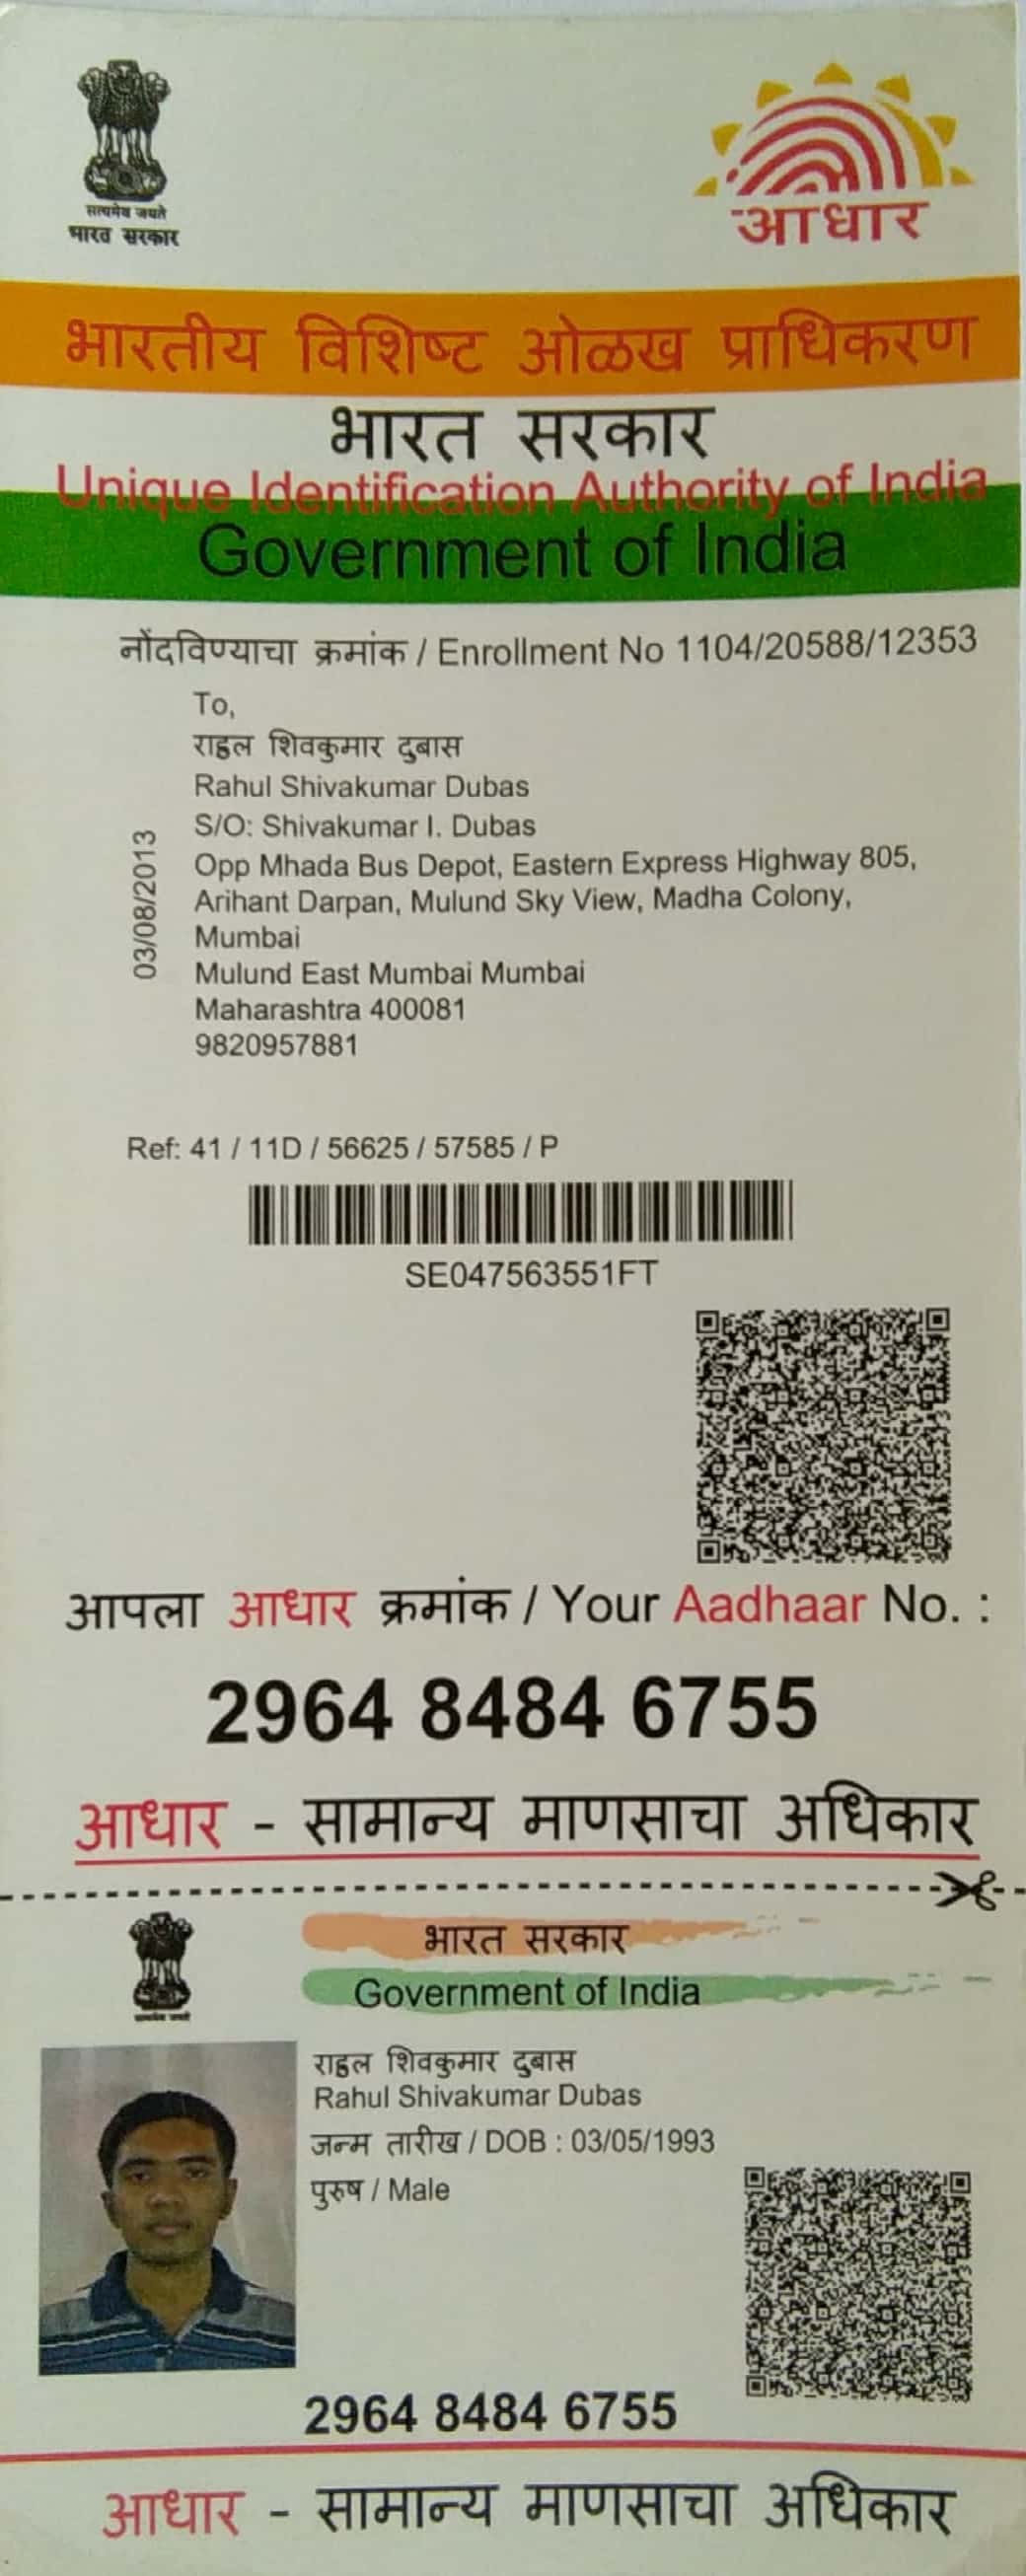 सत्यमेव जयते
भारत सरकार
आधार
भारतीय विशिष्ट ओळख प्राधिकरण
भारत सरकार
Unique Identification Authority of India
Government of India
नोंदविण्याचा क्रमांक / Enrollment No 1104/20588/12353
To,
राहुल शिवकुमार दुबास
Rahul Shivakumar Dubas
S/O: Shivakumar I. Dubas
Opp Mhada Bus Depot, Eastern Express Highway 805,
Arihant Darpan, Mulund Sky View, Madha Colony,
Mumbai
Mulund East Mumbai Mumbai
Maharashtra 400081
9820957881
03/08/2013
Ref: 41 / 11D / 56625 / 57585 / P
SE047563551FT
आपला आधार क्रमांक / Your Aadhaar No. :
2964 8484 6755
आधार - सामान्य माणसाचा अधिकार
भारत सरकार
Government of India
राहुल शिवकुमार दुबास
Rahul Shivakumar Dubas
जन्म तारीख / DOB : 03/05/1993
पुरुष / Male
2964 8484 6755
आधार - सामान्य माणसाचा अधिकार